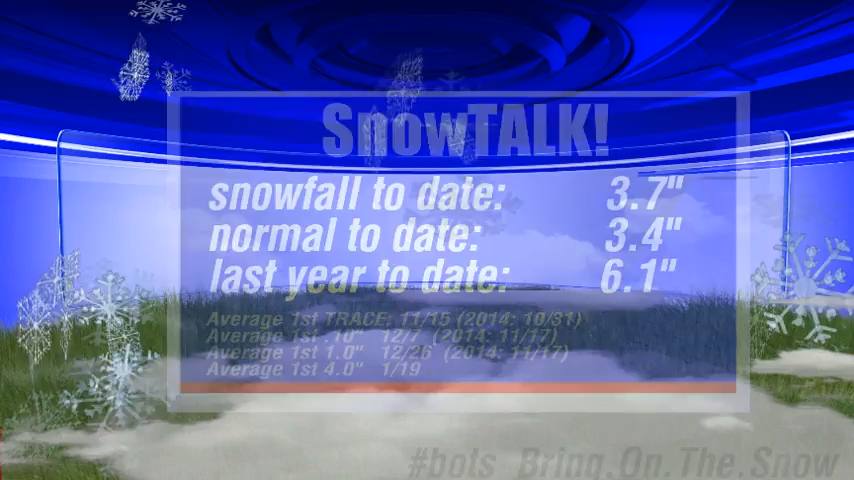 SnowTALK!
snowfall to date: 3.7"
normal to date: 3.4"
last year to date: 6.1"
Average 1st TRACE: 11/15 (2014: 10/31)
Average 1st .10" 12/7 (2014: 11/17)
Average 1st 1.0" 12/26 (2014: 11/17)
Average 1st 4.0" 1/19
#bots_Bring.On.The.Snow